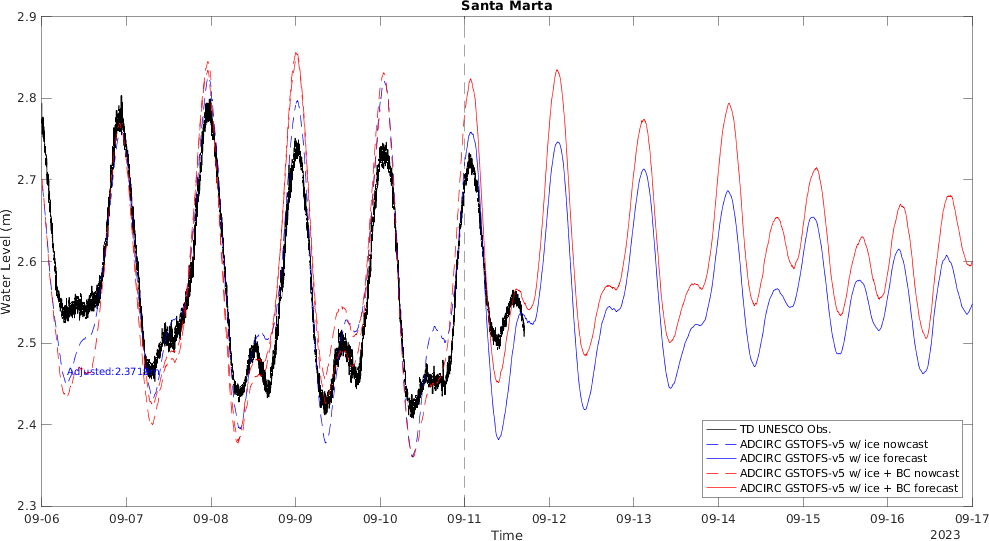 Santa Marta
2.9
2.8
2.7
2.6
2.5
2.4
2.3
Water Level (m)
TD UNESCO Obs.
ADCIRC GSTOFS-v5 w/ ice nowcast
ADCIRC GSTOFS-v5 w/ ice forecast
ADCIRC GSTOFS-v5 w/ ice + BC nowcast
ADCIRC GSTOFS-v5 w/ ice + BC forecast
09-06 09-07 09-08 09-09 09-10 09-11 09-12 09-13 09-14 09-15 09-16 09-17
Time
2023